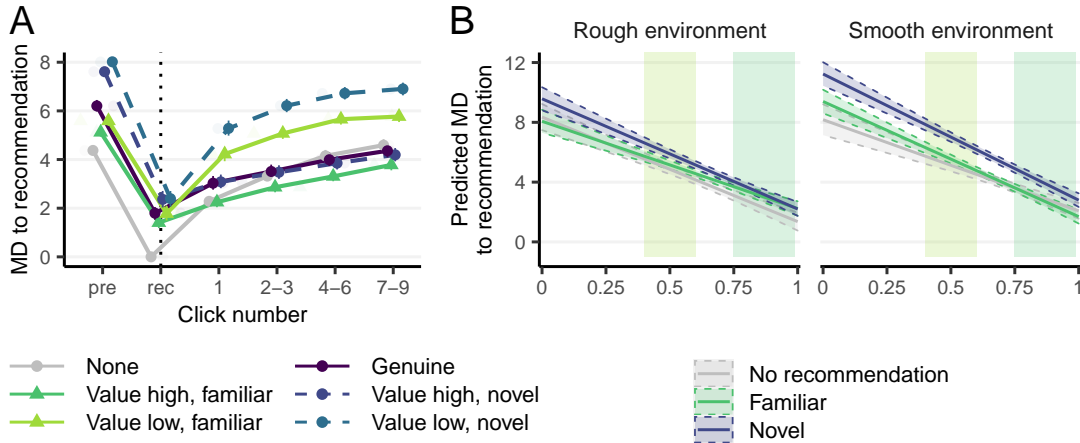 A
MD to recommendation
8
6
4
2
0
pre
rec
1
2–3
4–6
7–9
Click number
None
Value high, familiar
Value low, familiar
Genuine
Value high, novel
Value low, novel
B
Rough environment
Smooth environment
Predicted MD
to recommendation
12
8
4
0
0
0.25
0.5
0.75
1
0
0.25
0.5
0.75
1
No recommendation
Familiar
Novel